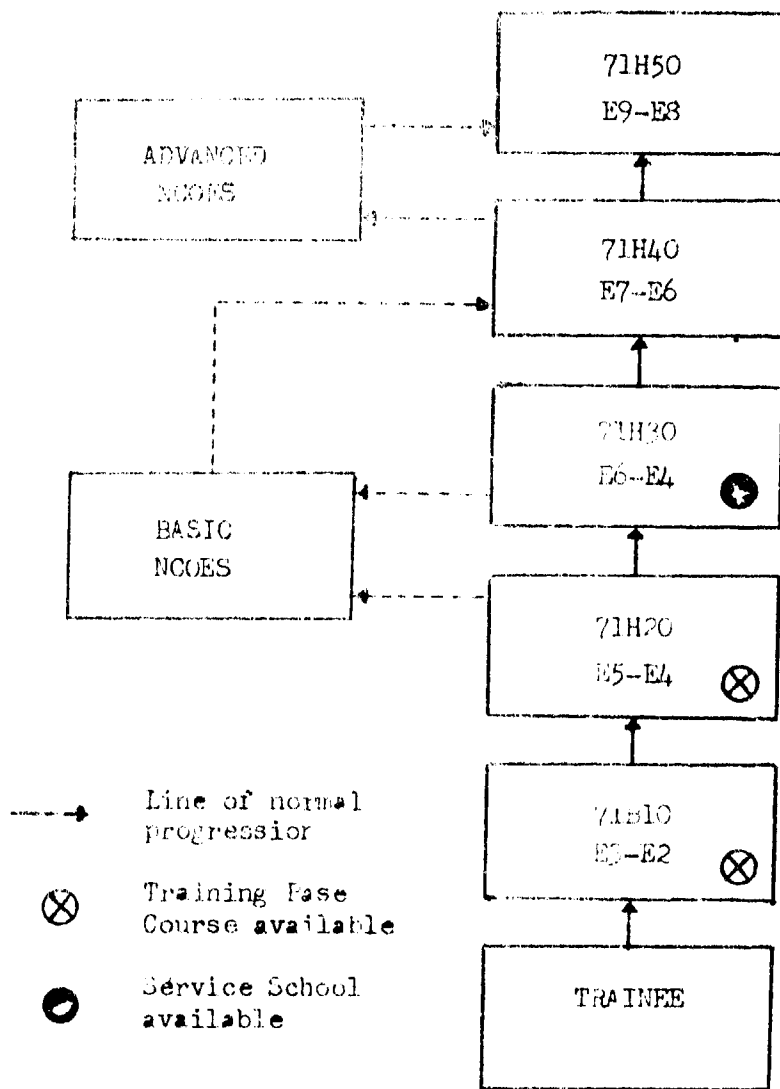 71H50
E9-E8
ADVANCED
NCOES
71H40
E7-E6
71H30
E6-E4
BASIC
NCOES
71H20
E5-E4
71B10
E3-E2
TRAINEE
Line of normal
progression
Training Base
Course available
Service School
available